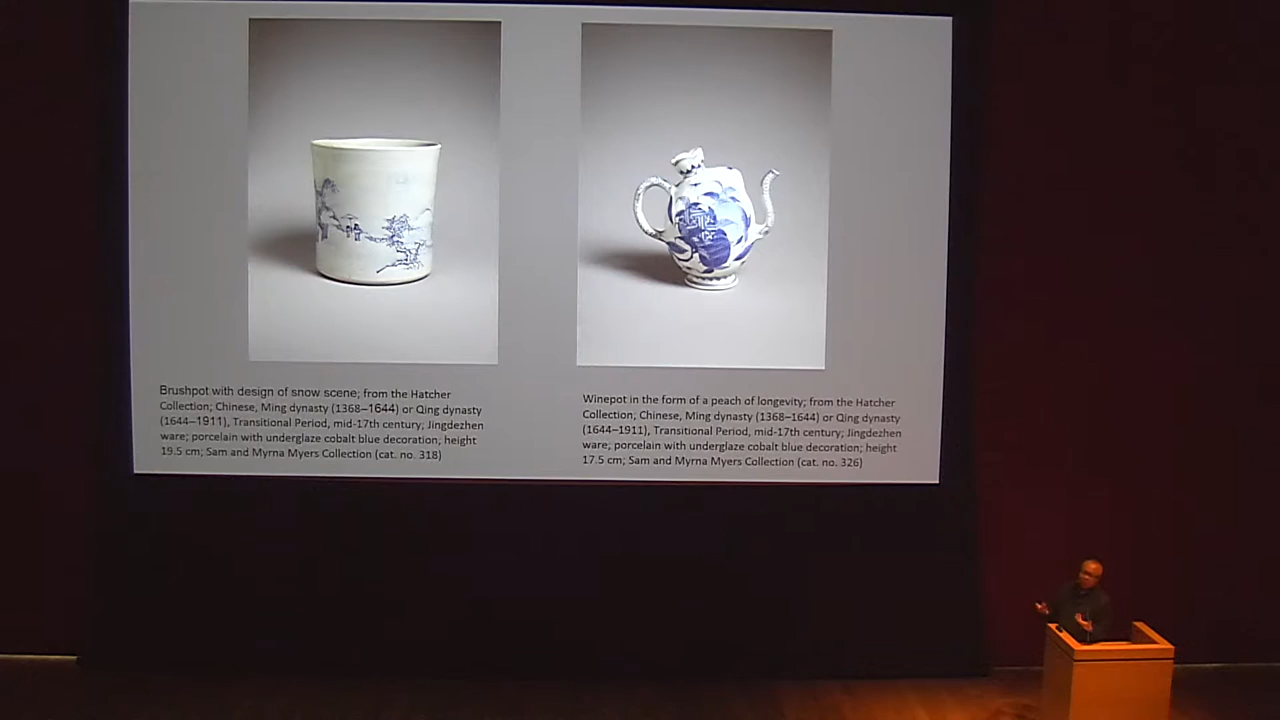 Brushpot with design of snow scene; from the Hatcher
Collection; Chinese, Ming dynasty (1368–1644) or Qing dynasty
(1644–1911), Transitional Period, mid-17th century; Jingdezhen
ware; porcelain with underglaze cobalt blue decoration; height
19.5 cm; Sam and Myrna Myers Collection (cat. no. 318)
Winepot in the form of a peach of longevity; from the Hatcher
Collection; Chinese, Ming dynasty (1368–1644) or Qing dynasty
(1644–1911), Transitional Period, mid-17th century; Jingdezhen
ware; porcelain with underglaze cobalt blue decoration; height
17.5 cm; Sam and Myrna Myers Collection (cat. no. 326)